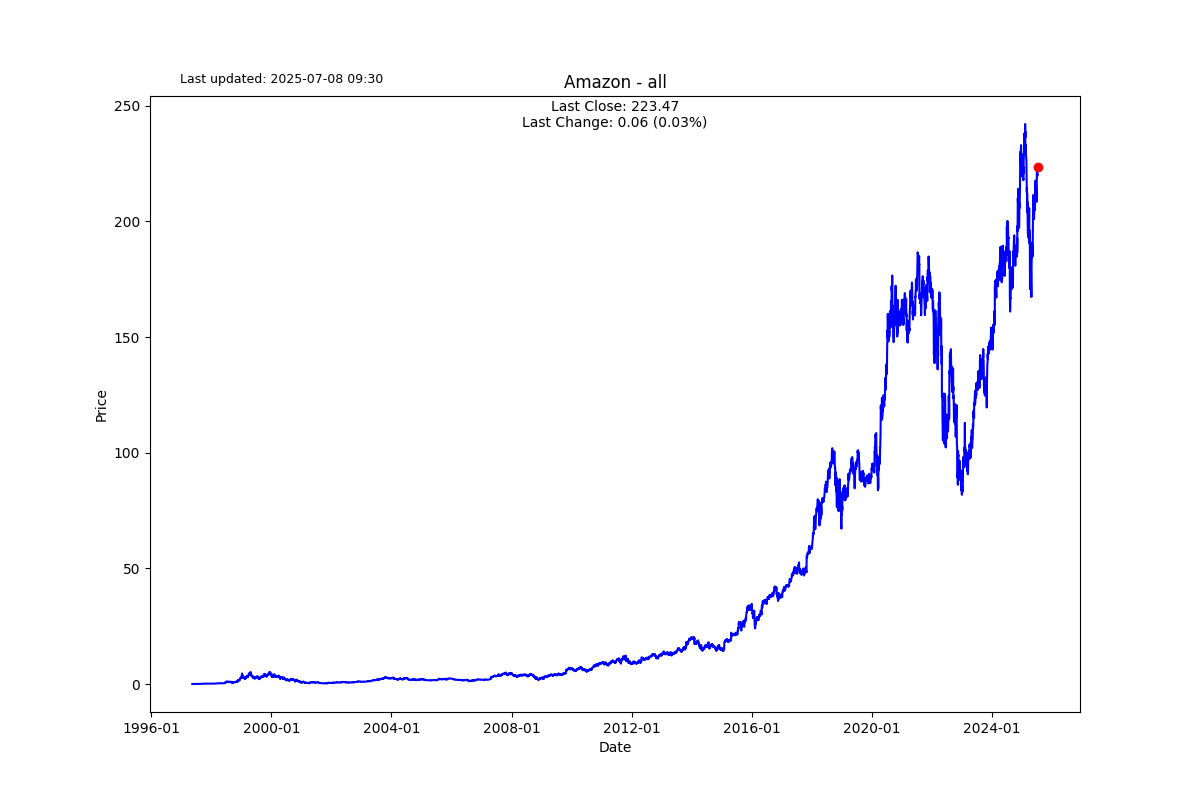 Last updated: 2025-07-08 09:30
Amazon - all
Last Close: 223.47
Last Change: 0.06 (0.03%)
250
200
150
100
50
0
Price
1996-01 2000-01 2004-01 2008-01 2012-01 2016-01 2020-01 2024-01
Date